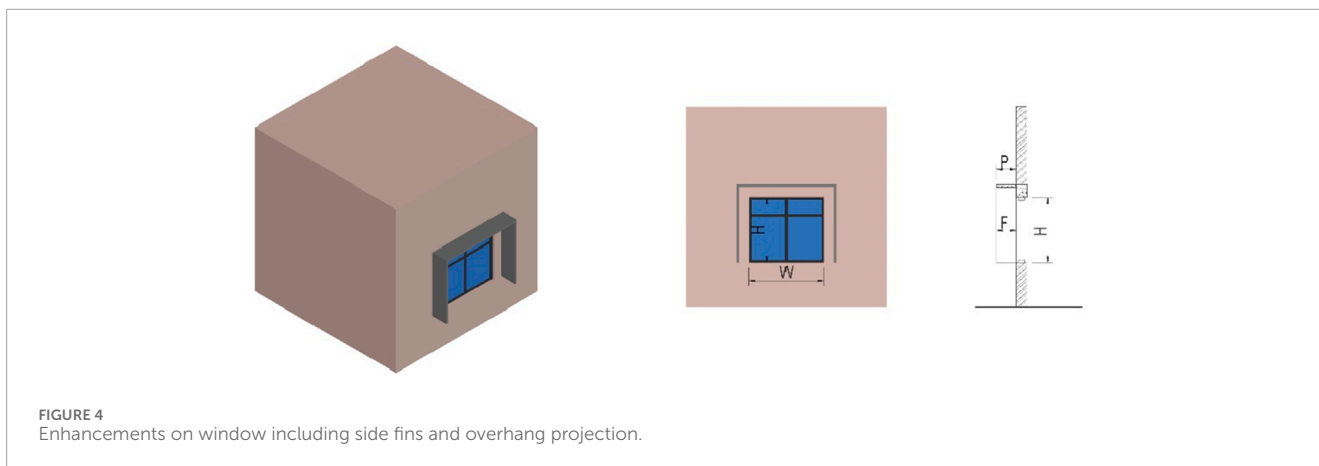 P
H
F
H
W
FIGURE 4
Enhancements on window including side fins and overhang projection.